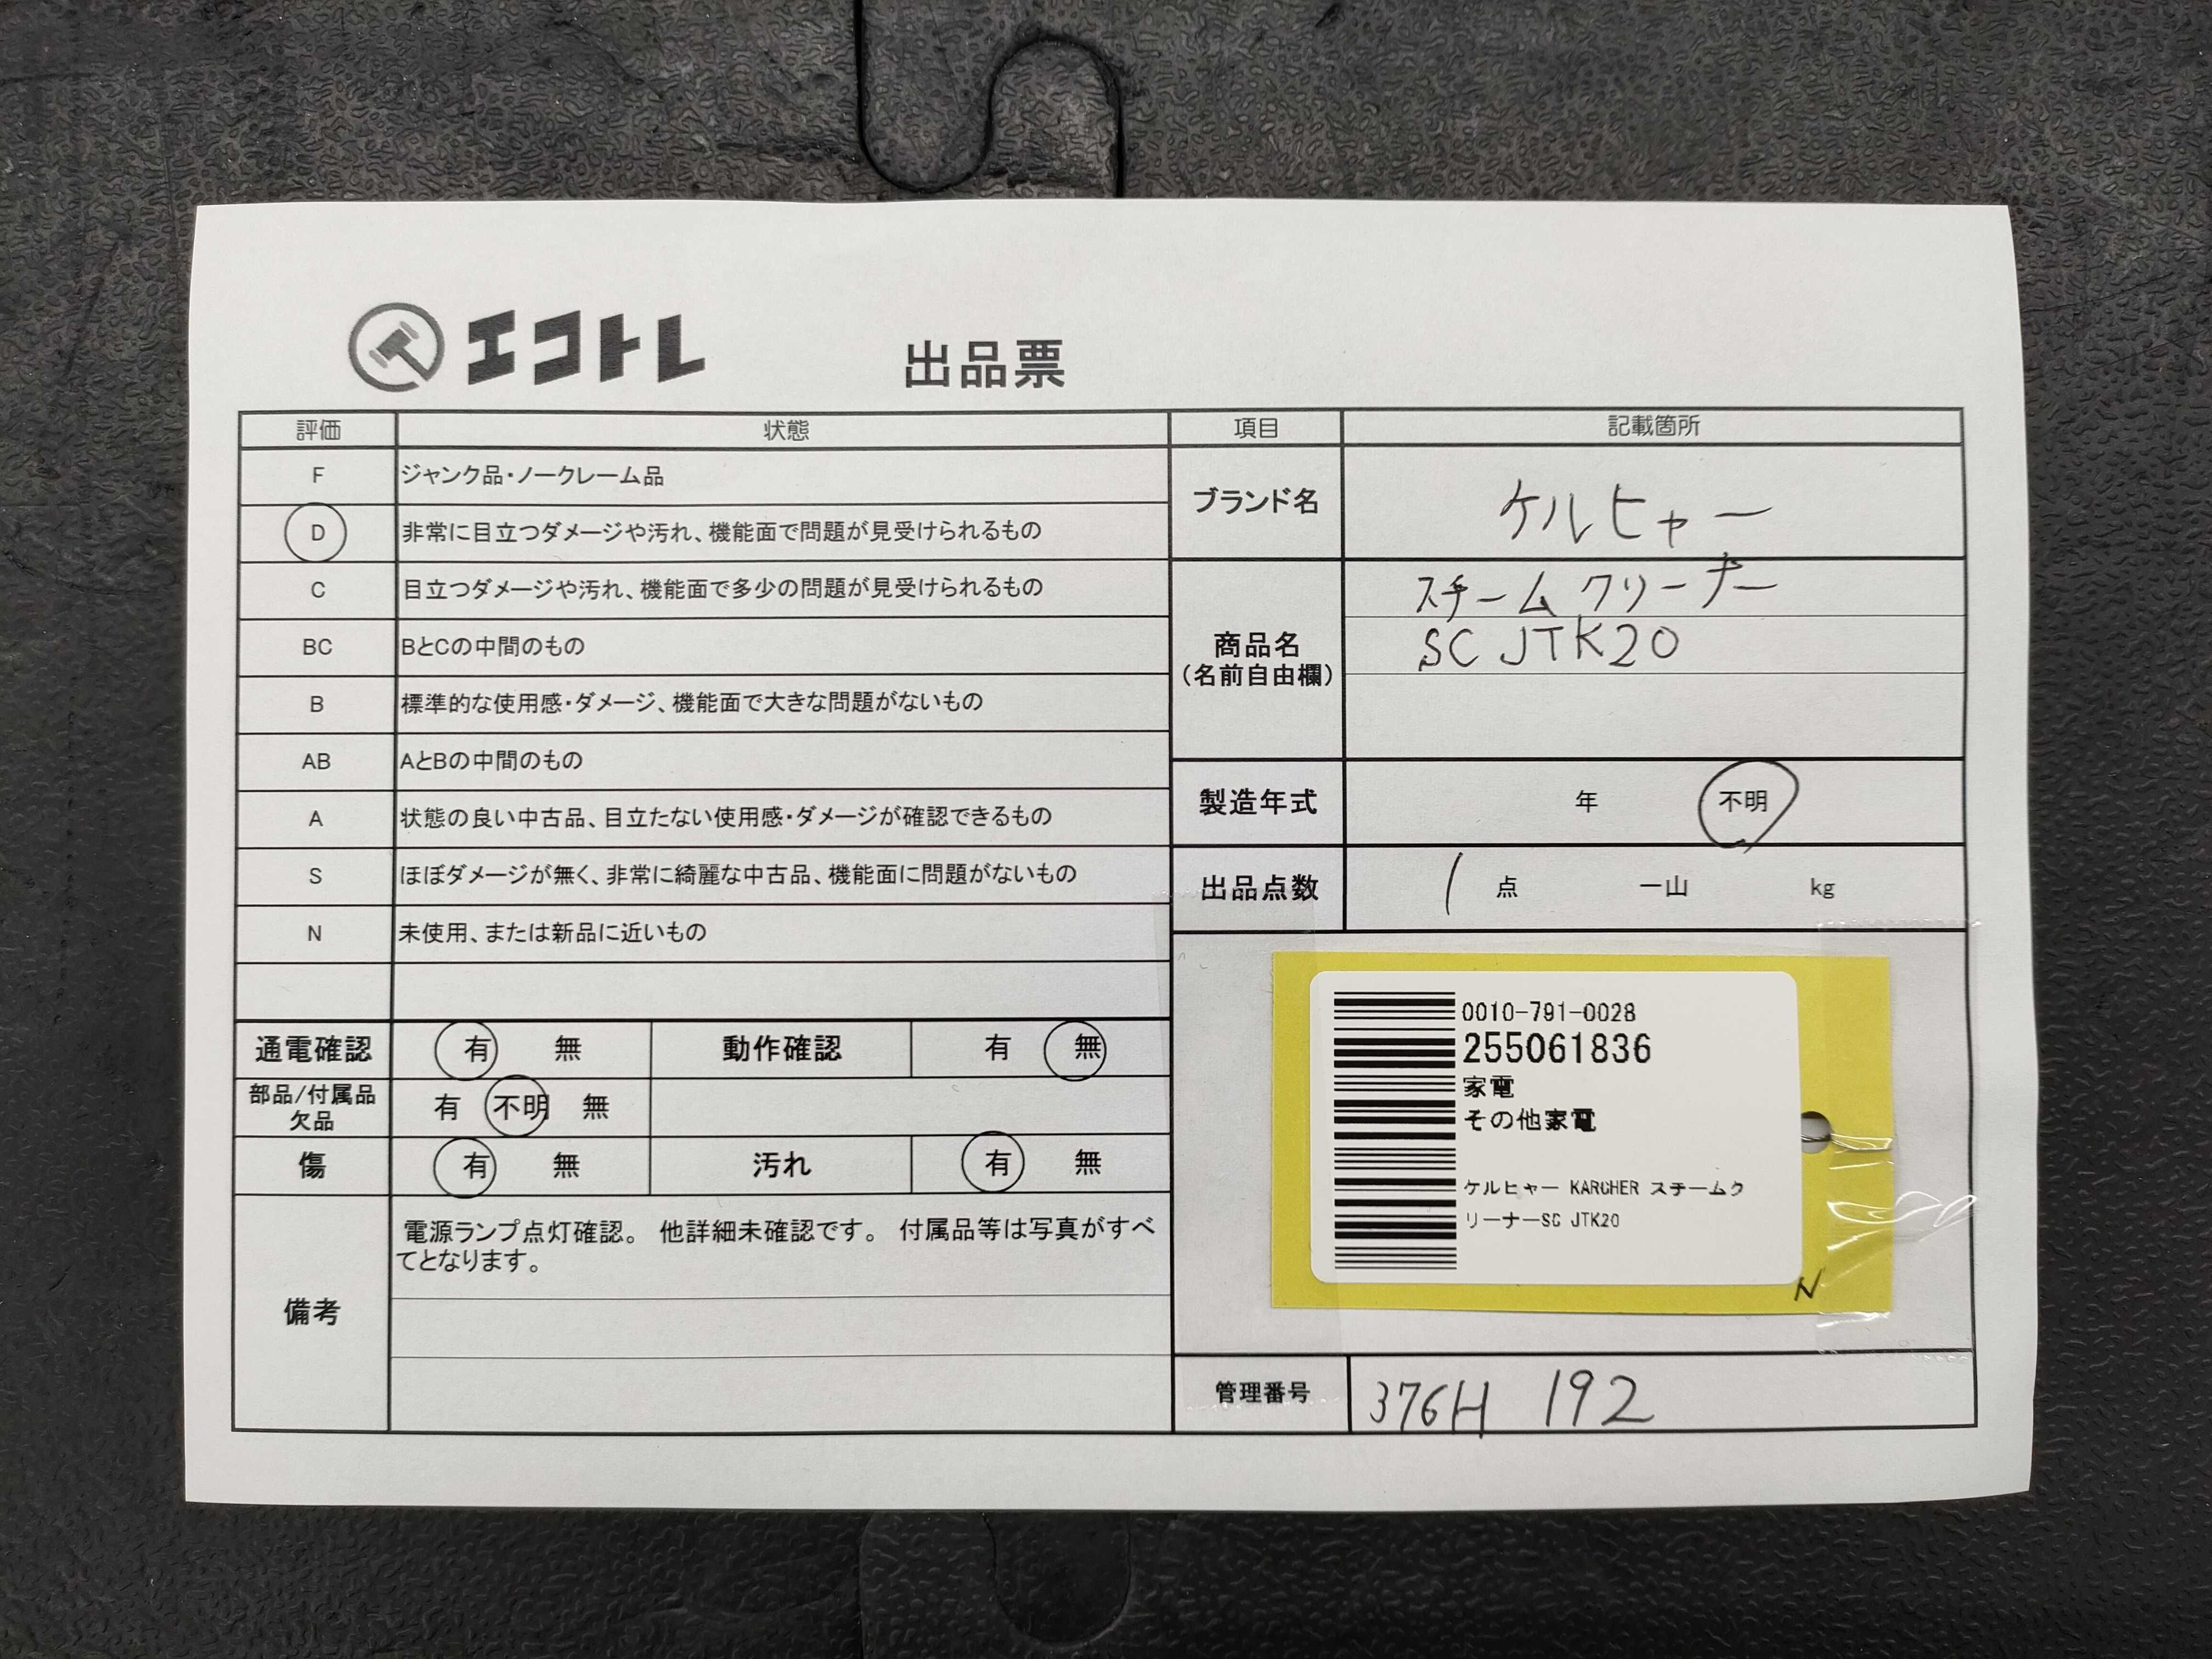 エコトレ
出品票
評価 状態
F ジャンク品・ノークレーム品
D 非常に目立つダメージや汚れ、機能面で問題が見受けられるもの
C 目立つダメージや汚れ、機能面で多少の問題が見受けられるもの
BC BとCの中間のもの
B 標準的な使用感・ダメージ、機能面で大きな問題がないもの
AB AとBの中間のもの
A 状態の良い中古品、目立たない使用感・ダメージが確認できるもの
S ほぼダメージが無く、非常に綺麗な中古品、機能面に問題がないもの
N 未使用、または新品に近いもの
通電確認 有 無 動作確認 有 無
部品/付属品
欠品
有 不明 無
傷 有 無 汚れ 有 無
備考
電源ランプ点灯確認。 他詳細未確認です。 付属品等は写真がすべ
てとなります。
項目 記載箇所
ブランド名 ケルヒャー
商品名
(名前自由欄)
スチームクリーナー
SC JTK20
製造年式 年 不明
出品点数 1 点 一山 kg
0010-791-0028
255061836
家電
その他家電
ケルヒャー KARCHER スチームク
リーナーSC JTK20
N
管理番号 376H 192